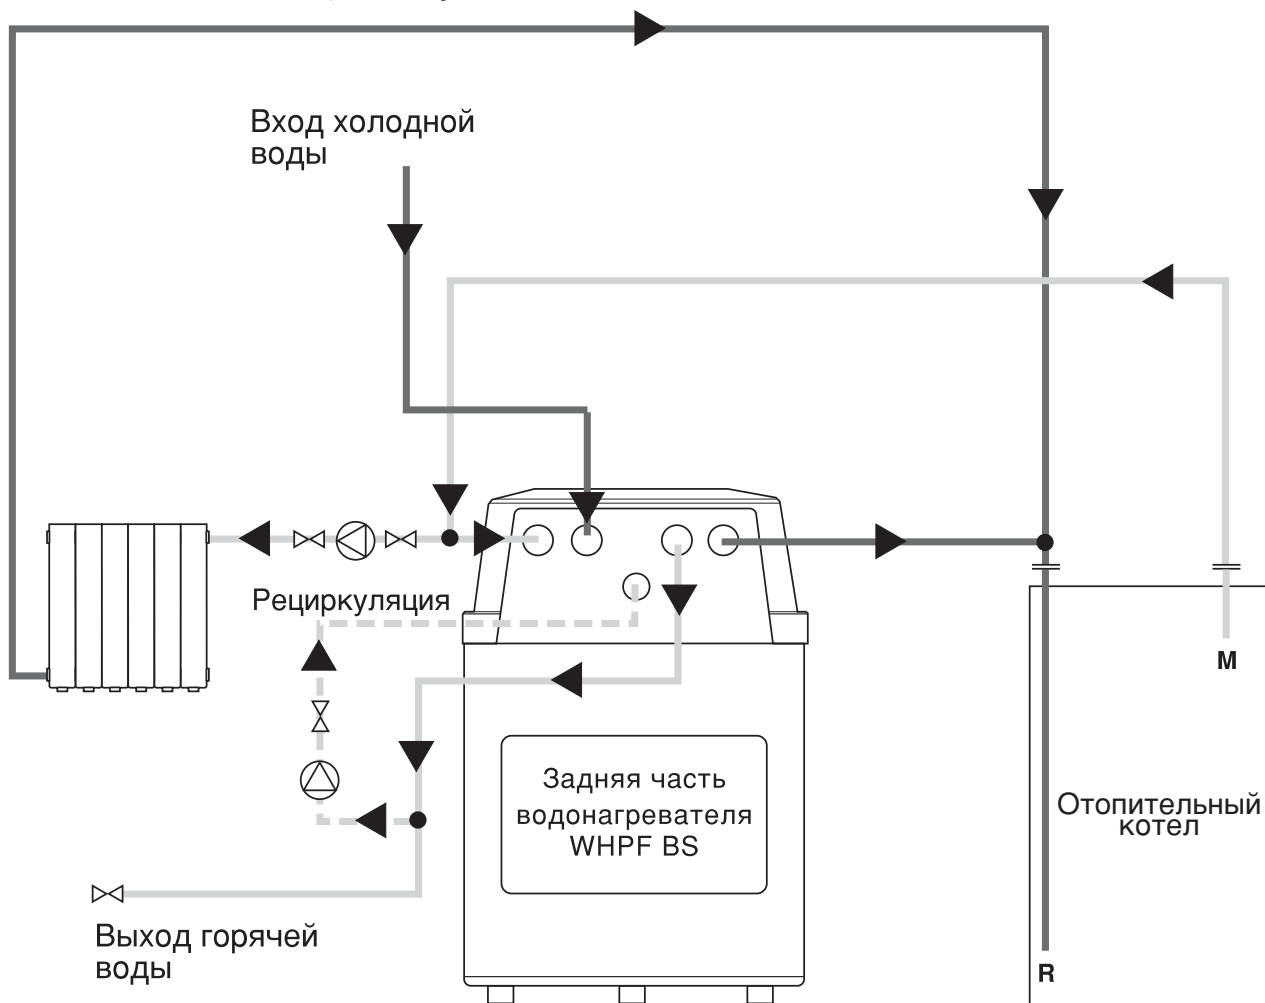 Вход холодной
воды
Рециркуляция
M
Задняя часть
водонагревателя
WHPF BS
Отопительный
котел
Выход горячей
воды
R